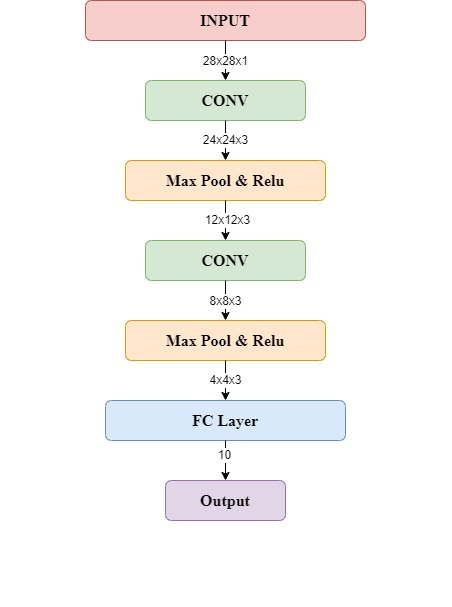 INPUT
28x28x1
CONV
24x24x3
Max Pool & Relu
12x12x3
CONV
8x8x3
Max Pool & Relu
4x4x3
FC Layer
10
Output